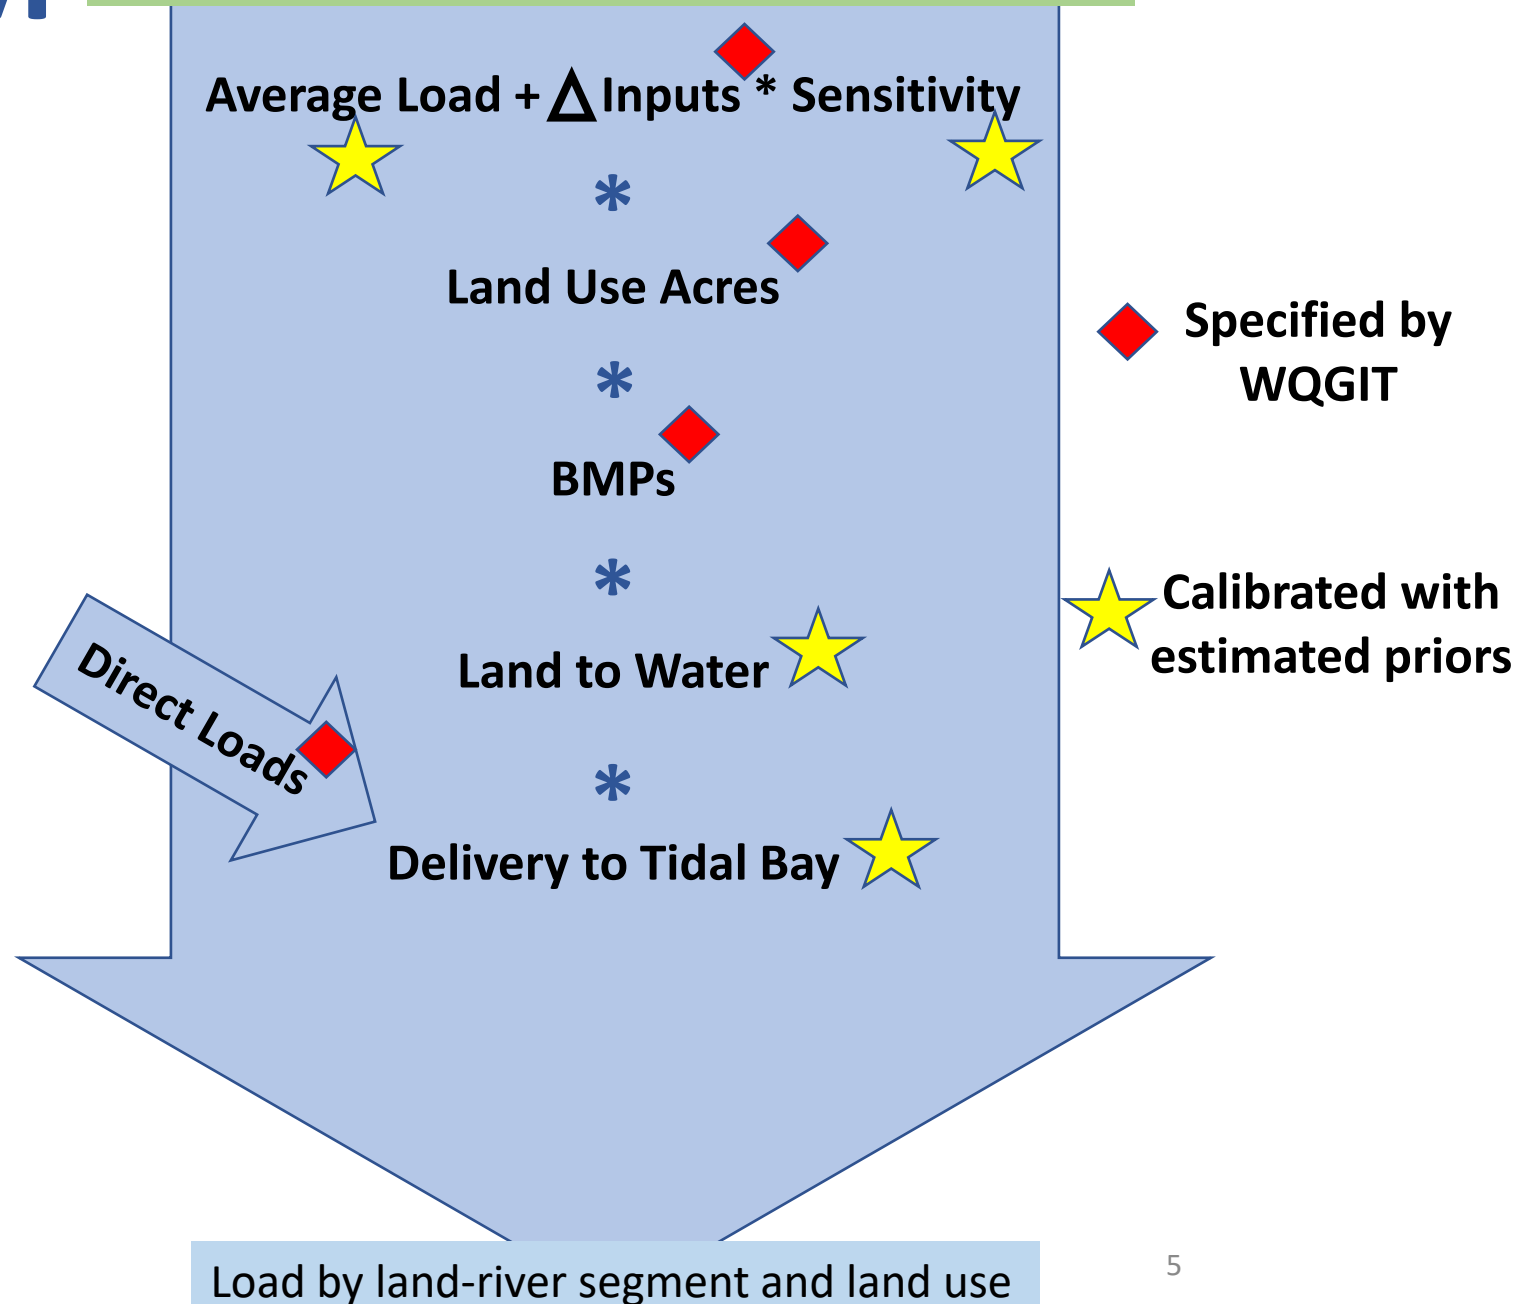 Average Load + Δ Inputs * Sensitivity
*
Land Use Acres
*
BMPs
*
Land to Water
*
Delivery to Tidal Bay
Direct Loads
Specified by
WQGIT
Calibrated with
estimated priors
Load by land-river segment and land use
5